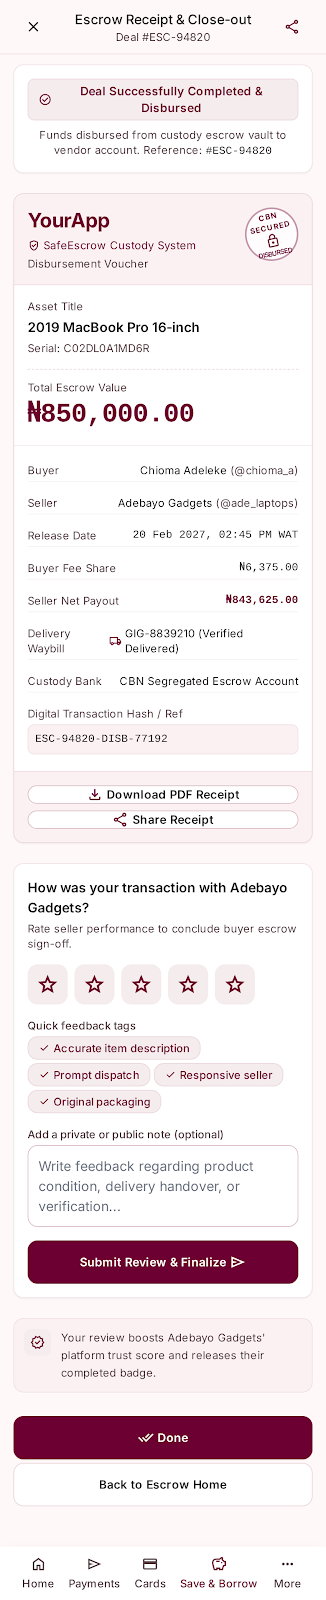 Escrow Receipt & Close-out
Deal #ESC-94820
Deal Successfully Completed &
Disbursed
Funds disbursed from custody escrow vault to
vendor account. Reference: #ESC-94820
YourApp
SafeEscrow Custody System
Disbursement Voucher
CBN
SECURED
DISBURSED
Asset Title
2019 MacBook Pro 16-inch
Serial: C02DL0A1MD6R
Total Escrow Value
₦850,000.00
Buyer Chioma Adeleke (@chioma_a)
Seller Adebayo Gadgets (@ade_laptops)
Release Date 20 Feb 2027, 02:45 PM WAT
Buyer Fee Share ₦6,375.00
Seller Net Payout ₦843,625.00
Delivery
Waybill
GIG-8839210 (Verified
Delivered)
Custody Bank CBN Segregated Escrow Account
Digital Transaction Hash / Ref
ESC-94820-DISB-77192
Download PDF Receipt
Share Receipt
How was your transaction with Adebayo
Gadgets?
Rate seller performance to conclude buyer escrow
sign-off.
Quick feedback tags
Accurate item description
Prompt dispatch Responsive seller
Original packaging
Add a private or public note (optional)
Write feedback regarding product
condition, delivery handover, or
verification...
Submit Review & Finalize
Your review boosts Adebayo Gadgets'
platform trust score and releases their
completed badge.
Done
Back to Escrow Home
Home Payments Cards Save & Borrow More